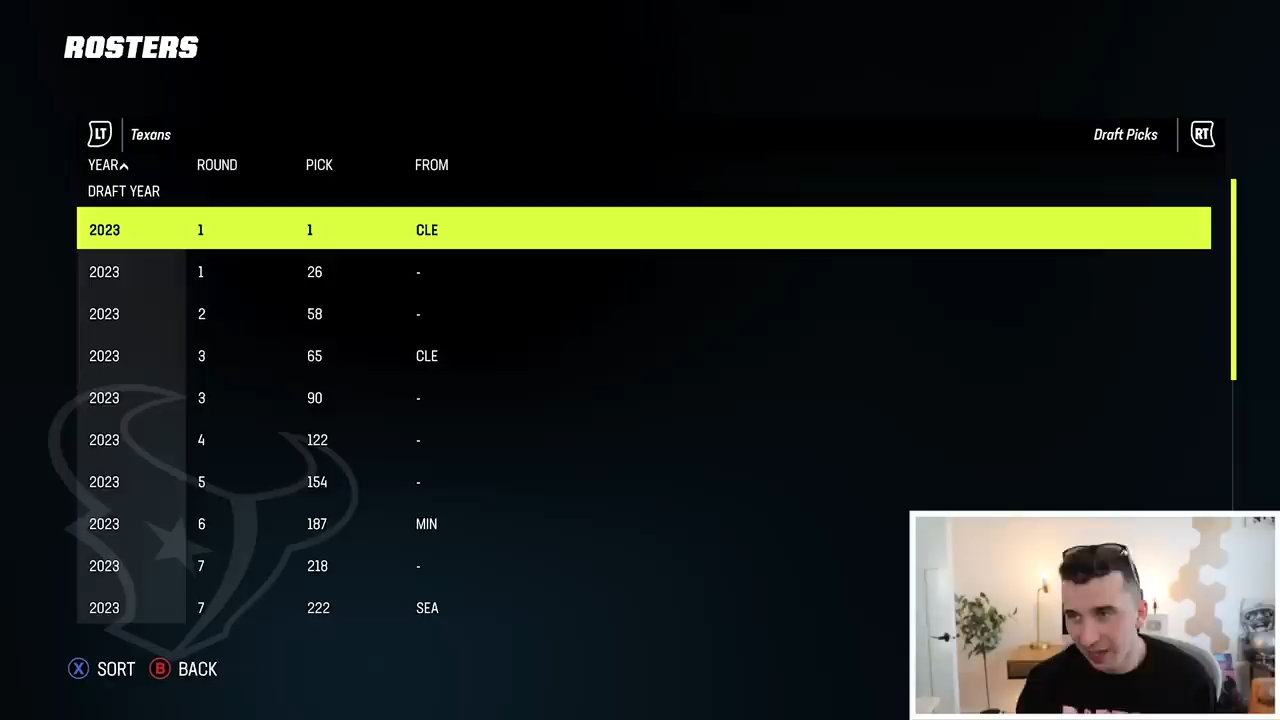 ROSTERS
LT Texans Draft Picks RT
YEAR ROUND PICK FROM
DRAFT YEAR
2023 1 1 CLE
2023 1 26 -
2023 2 58 -
2023 3 65 CLE
2023 3 90 -
2023 4 122 -
2023 5 154 -
2023 6 187 MIN
2023 7 218 -
2023 7 222 SEA
X SORT B BACK